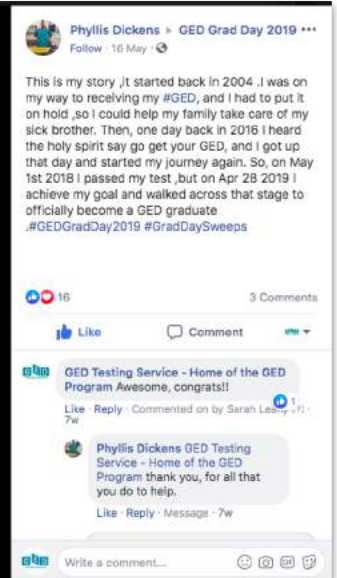 Phyllis Dickens ▸ GED Grad Day 2019 •••
Follow · 16 May ·
This is my story ,it started back in 2004 .I was on
my way to receiving my #GED, and I had to put it
on hold ,so I could help my family take care of my
sick brother. Then, one day back in 2016 I heard
the holy spirit say go get your GED, and I got up
that day and started my journey again. So, on May
1st 2018 I passed my test ,but on Apr 28 2019 I
achieve my goal and walked across that stage to
officially become a GED graduate
.#GEDGradDay2019 #GradDaySweeps
16 3 Comments
Like Comment
GED Testing Service - Home of the GED
Program Awesome, congrats!!
1
Like · Reply · Commented on by Sarah
7w
Phyllis Dickens GED Testing
Service - Home of the GED
Program thank you, for all that
you do to help.
Like · Reply · Message · 7w
Write a comment...
GIF